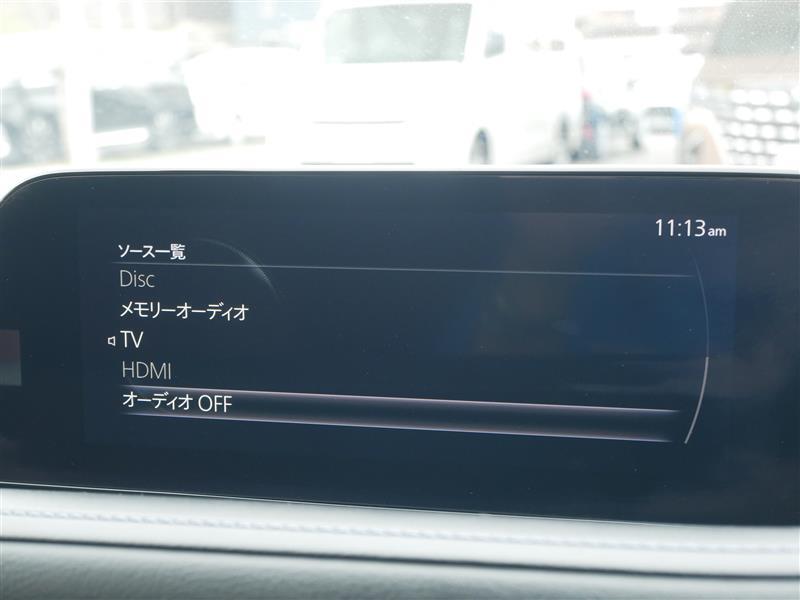 11:13am
ソース一覧
Disc
メモリーオーディオ
TV
HDMI
オーディオ OFF